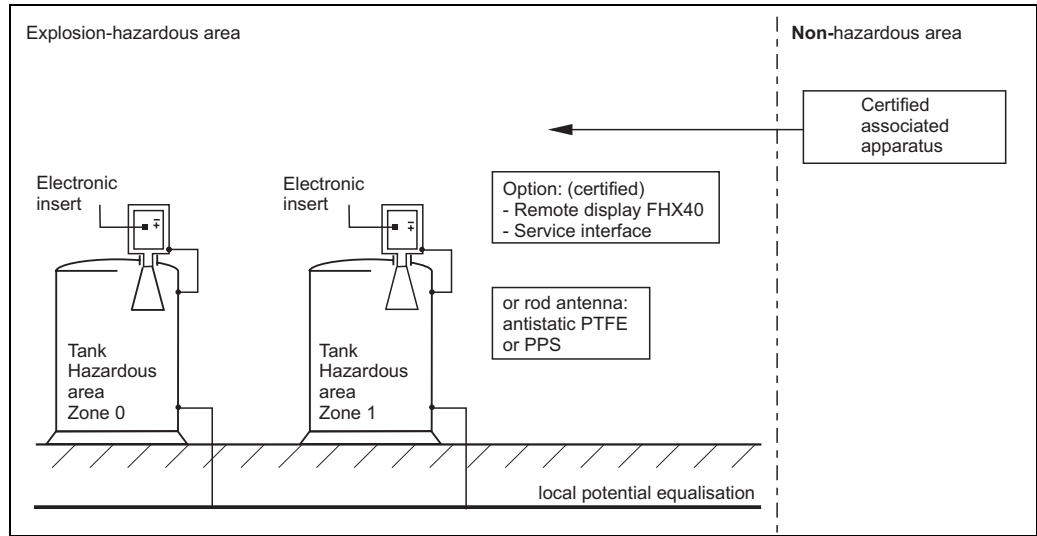 Explosion-hazardous area
Non-hazardous area
Certified
associated
apparatus
Electronic
insert
Electronic
insert
Option: (certified)
- Remote display FHX40
- Service interface
or rod antenna:
antistatic PTFE
or PPS
Tank
Hazardous
area
Zone 0
Tank
Hazardous
area
Zone 1
local potential equalisation